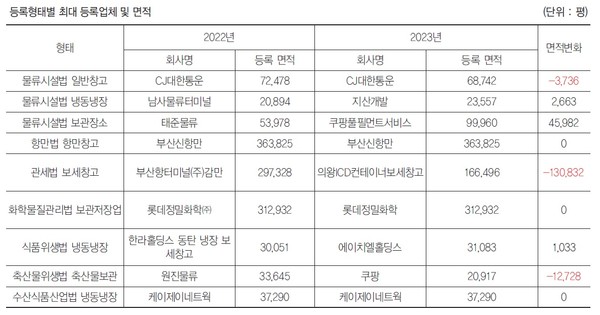 등록형태별 최대 등록업체 및 면적 (단위 : 평)
형태 2022년 2023년 면적변화
회사명 등록 면적 회사명 등록 면적
물류시설법 일반창고 CJ대한통운 72,478 CJ대한통운 68,742 -3,736
물류시설법 냉동냉장 남사물류터미널 20,894 지산개발 23,557 2,663
물류시설법 보관장소 태준물류 53,978 쿠팡풀필먼트서비스 99,960 45,982
항만법 항만창고 부산신항만 363,825 부산신항만 363,825 0
관세법 보세창고 부산항터미널(주)감만 297,328 의왕ICD컨테이너보세창고 166,496 -130,832
화학물질관리법 보관저장업 롯데정밀화학㈜ 312,932 롯데정밀화학 312,932 0
식품위생법 냉동냉장 한라홀딩스 동탄 냉장 보세창고 30,051 에이치엘홀딩스 31,083 1,033
축산물위생법 축산물보관 원진물류 33,645 쿠팡 20,917 -12,728
수산식품산업법 냉동냉장 케이제이네트웍 37,290 케이제이네트웍 37,290 0